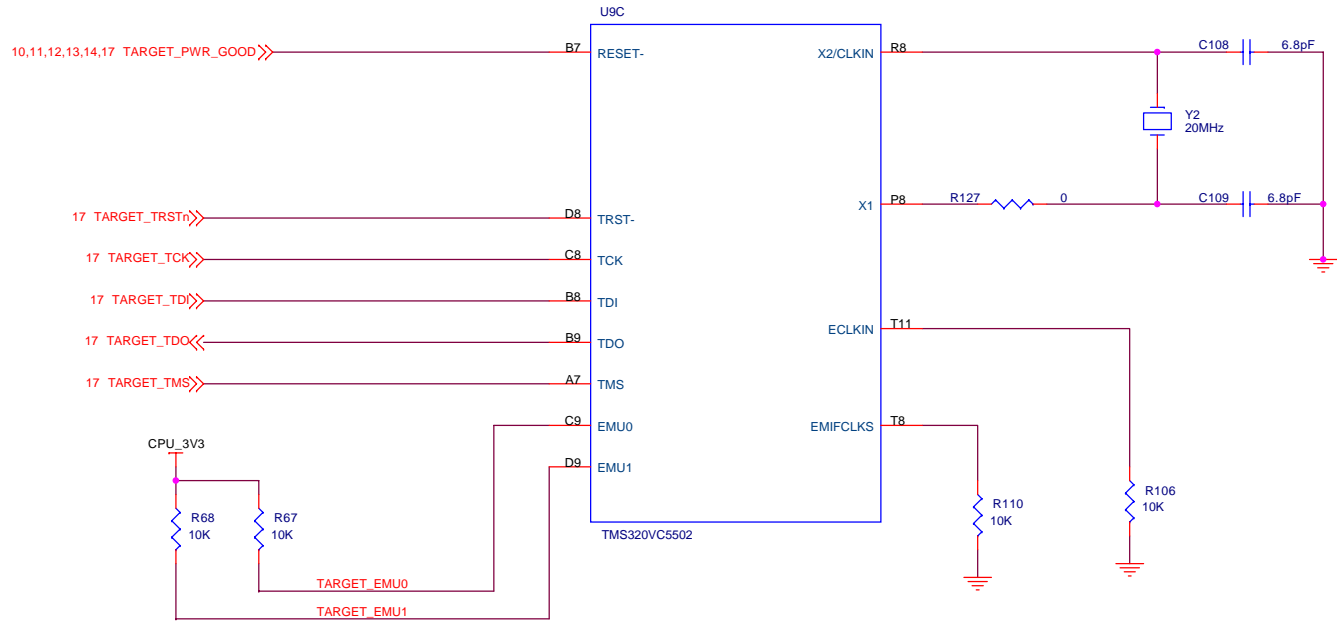 U9C
10,11,12,13,14,17 TARGET_PWR_GOOD B7 RESET- X2/CLKIN R8 C108 6.8pF
Y2
20MHz
17 TARGET_TRSTn D8 TRST- X1 P8 R127 0 C109 6.8pF
17 TARGET_TCK C8 TCK
17 TARGET_TDI B8 TDI
ECLKIN T11
17 TARGET_TDO B9 TDO
17 TARGET_TMS A7 TMS
C9 EMU0 EMIFCLKS T8
CPU_3V3
D9 EMU1
R68
10K
R67
10K
R110
10K
R106
10K
TMS320VC5502
TARGET_EMU0
TARGET_EMU1